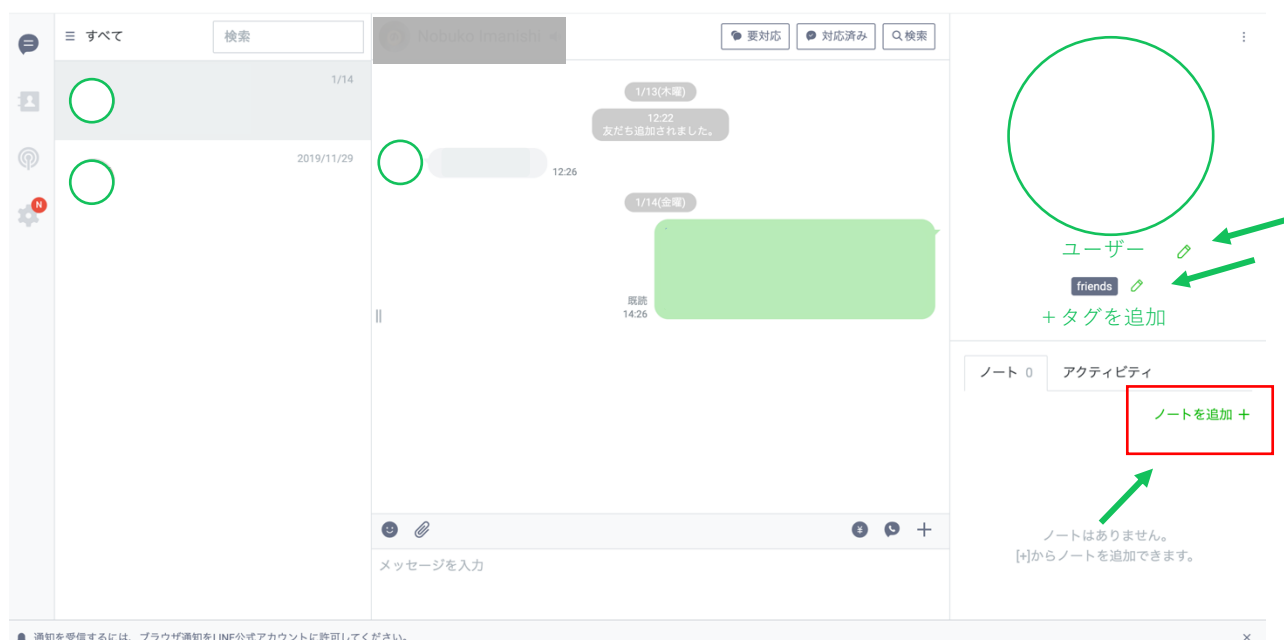 すべて
検索
Nobuko Imanishi
要対応
対応済み
検索
1/14
2019/11/29
N
1/13(木曜)
12:22
友だち追加されました。
12:26
1/14(金曜)
既読
14:26
ユーザー
friends
+タグを追加
ノート 0
アクティビティ
ノートを追加 +
ノートはありません。
[+]からノートを追加できます。
メッセージを入力
通知を受信するには、ブラウザ通知をLINE公式アカウントに許可してください。